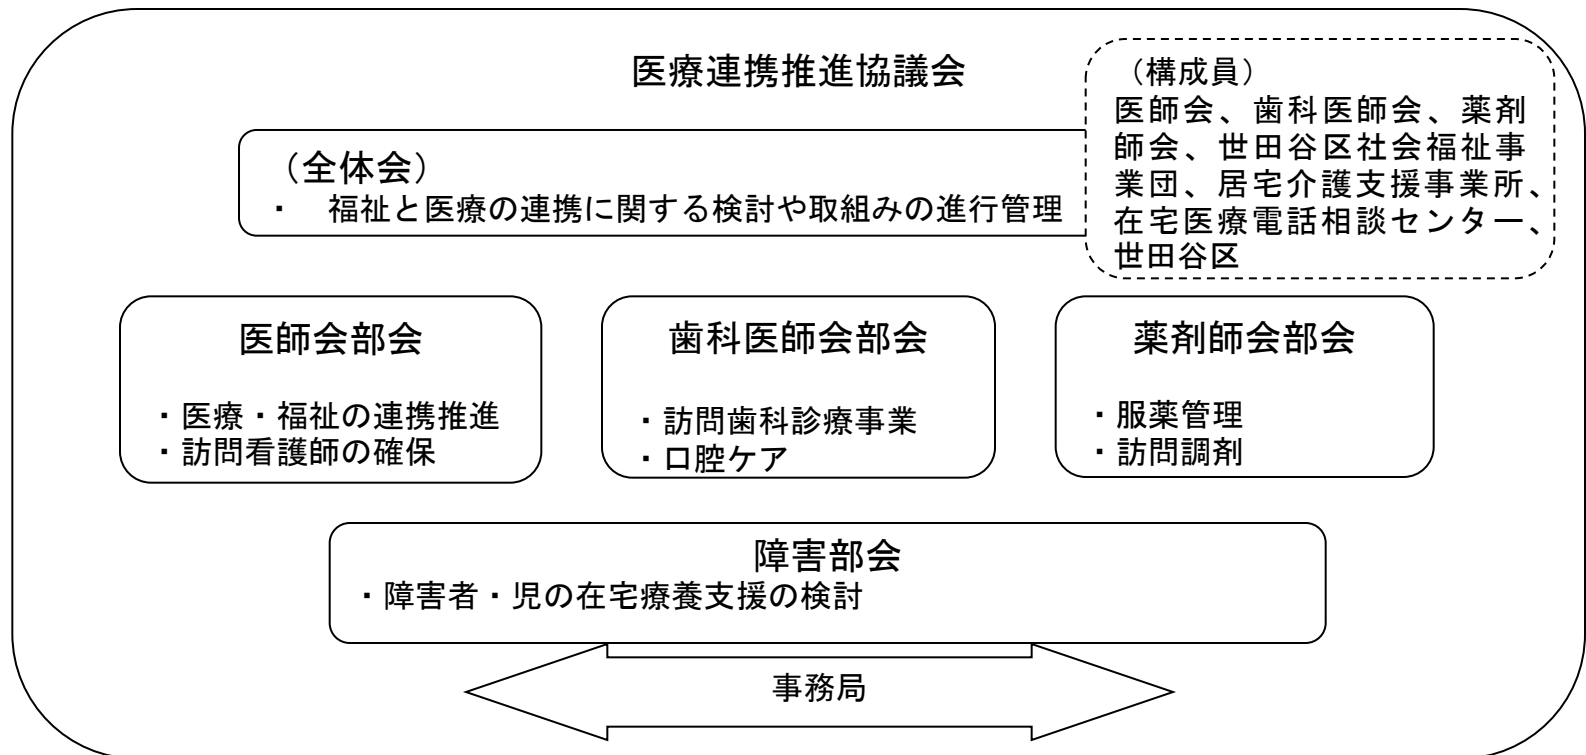 医療連携推進協議会
（構成員）
医師会、歯科医師会、薬剤
師会、世田谷区社会福祉事
業団、居宅介護支援事業所、
在宅医療電話相談センター、
世田谷区
（全体会）
・　福祉と医療の連携に関する検討や取組みの進行管理
医師会部会
・医療・福祉の連携推進
・訪問看護師の確保
歯科医師会部会
・訪問歯科診療事業
・口腔ケア
薬剤師会部会
・服薬管理
・訪問調剤
障害部会
・障害者・児の在宅療養支援の検討
事務局